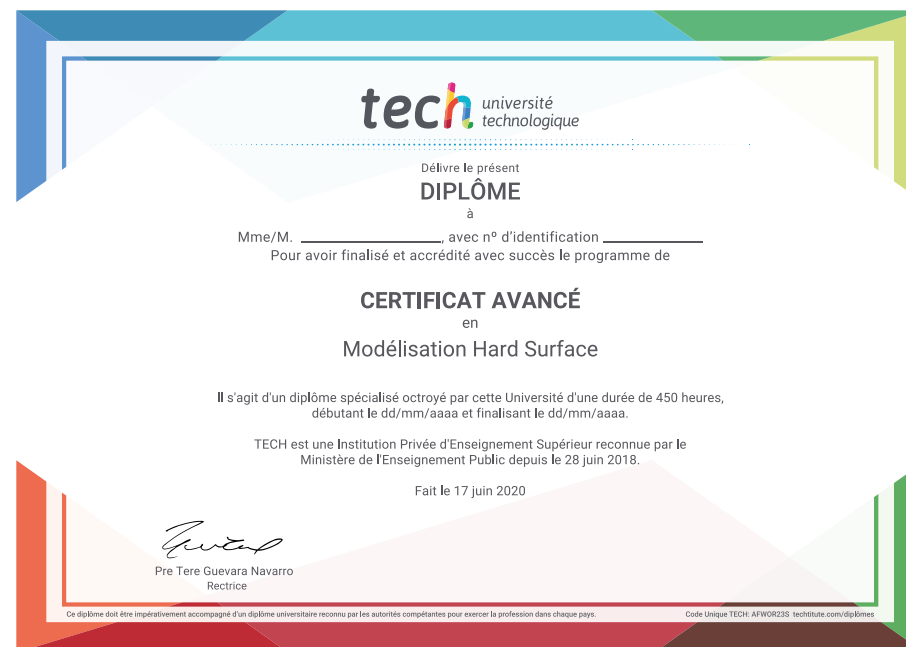 tech université
technologique
Délivre le présent
DIPLÔME
à
Mme/M. ____________________, avec nº d'identification ______________
Pour avoir finalisé et accrédité avec succès le programme de
CERTIFICAT AVANCÉ
en
Modélisation Hard Surface
Il s'agit d'un diplôme spécialisé octroyé par cette Université d'une durée de 450 heures,
débutant le dd/mm/aaaa et finalisant le dd/mm/aaaa.
TECH est une Institution Privée d'Enseignement Supérieur reconnue par le
Ministère de l'Enseignement Public depuis le 28 juin 2018.
Fait le 17 juin 2020
Pre Tere Guevara Navarro
Rectrice
Ce diplôme doit être impérativement accompagné d'un diplôme universitaire reconnu par les autorités compétentes pour exercer la profession dans chaque pays.
Code Unique TECH: AFWOR23S techtitute.com/diplômes